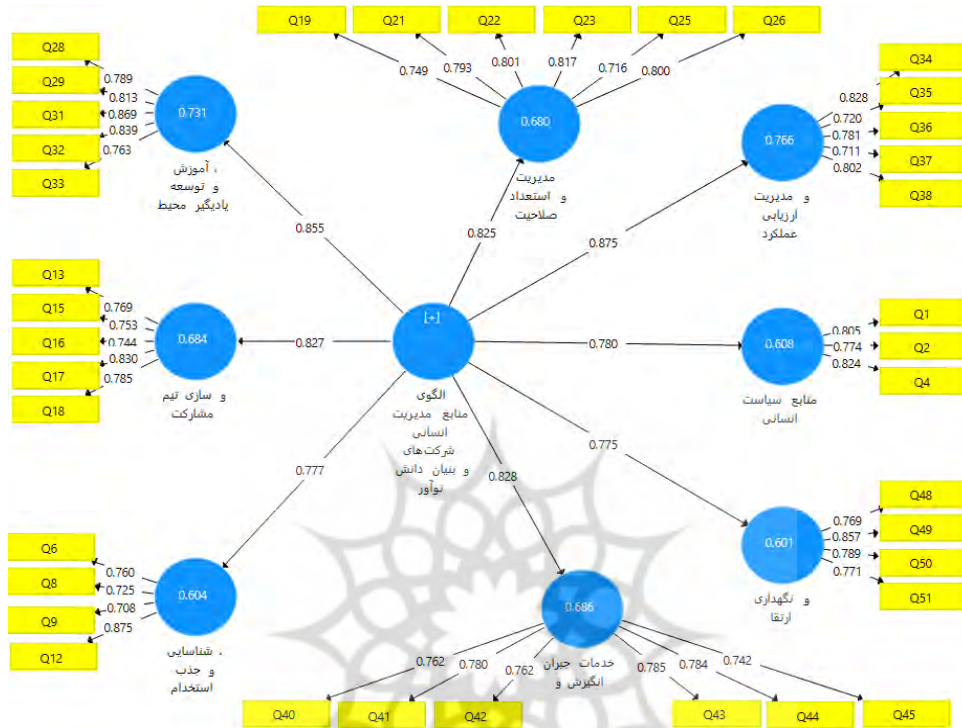 Q19
Q21
Q22
Q23
Q25
Q26
0.749
0.793
0.801
0.817
0.716
0.800
0.680
مدیریت
و استعداد
صلاحیت
0.825
Q28
Q29
Q31
Q32
Q33
0.789
0.813
0.869
0.839
0.763
0.731
آموزش ،
و توسعه
یادیگیر محیط
0.855
Q34
Q35
Q36
Q37
Q38
0.828
0.720
0.781
0.711
0.802
0.766
و مدیریت
ارزیابی
عملکرد
0.875
Q13
Q15
Q16
Q17
Q18
0.769
0.753
0.744
0.830
0.785
0.684
و سازی تیم
مشارکت
0.827
[+]
الگوی
منابع مدیریت
انسانی
شرکت‌های
و بنیان دانش
نوآور
0.780
0.608
منابع سیاست
انسانی
0.805
0.774
0.824
Q1
Q2
Q4
0.777
0.828
0.775
Q6
Q8
Q9
Q12
0.760
0.725
0.708
0.875
0.604
شناسایی ،
و جذب
استخدام
0.686
خدمات جبران
انگیزش و
0.762
0.780
0.762
0.785
0.784
0.742
Q40
Q41
Q42
Q43
Q44
Q45
0.601
و نگهداری
ارتقا
0.769
0.857
0.789
0.771
Q48
Q49
Q50
Q51